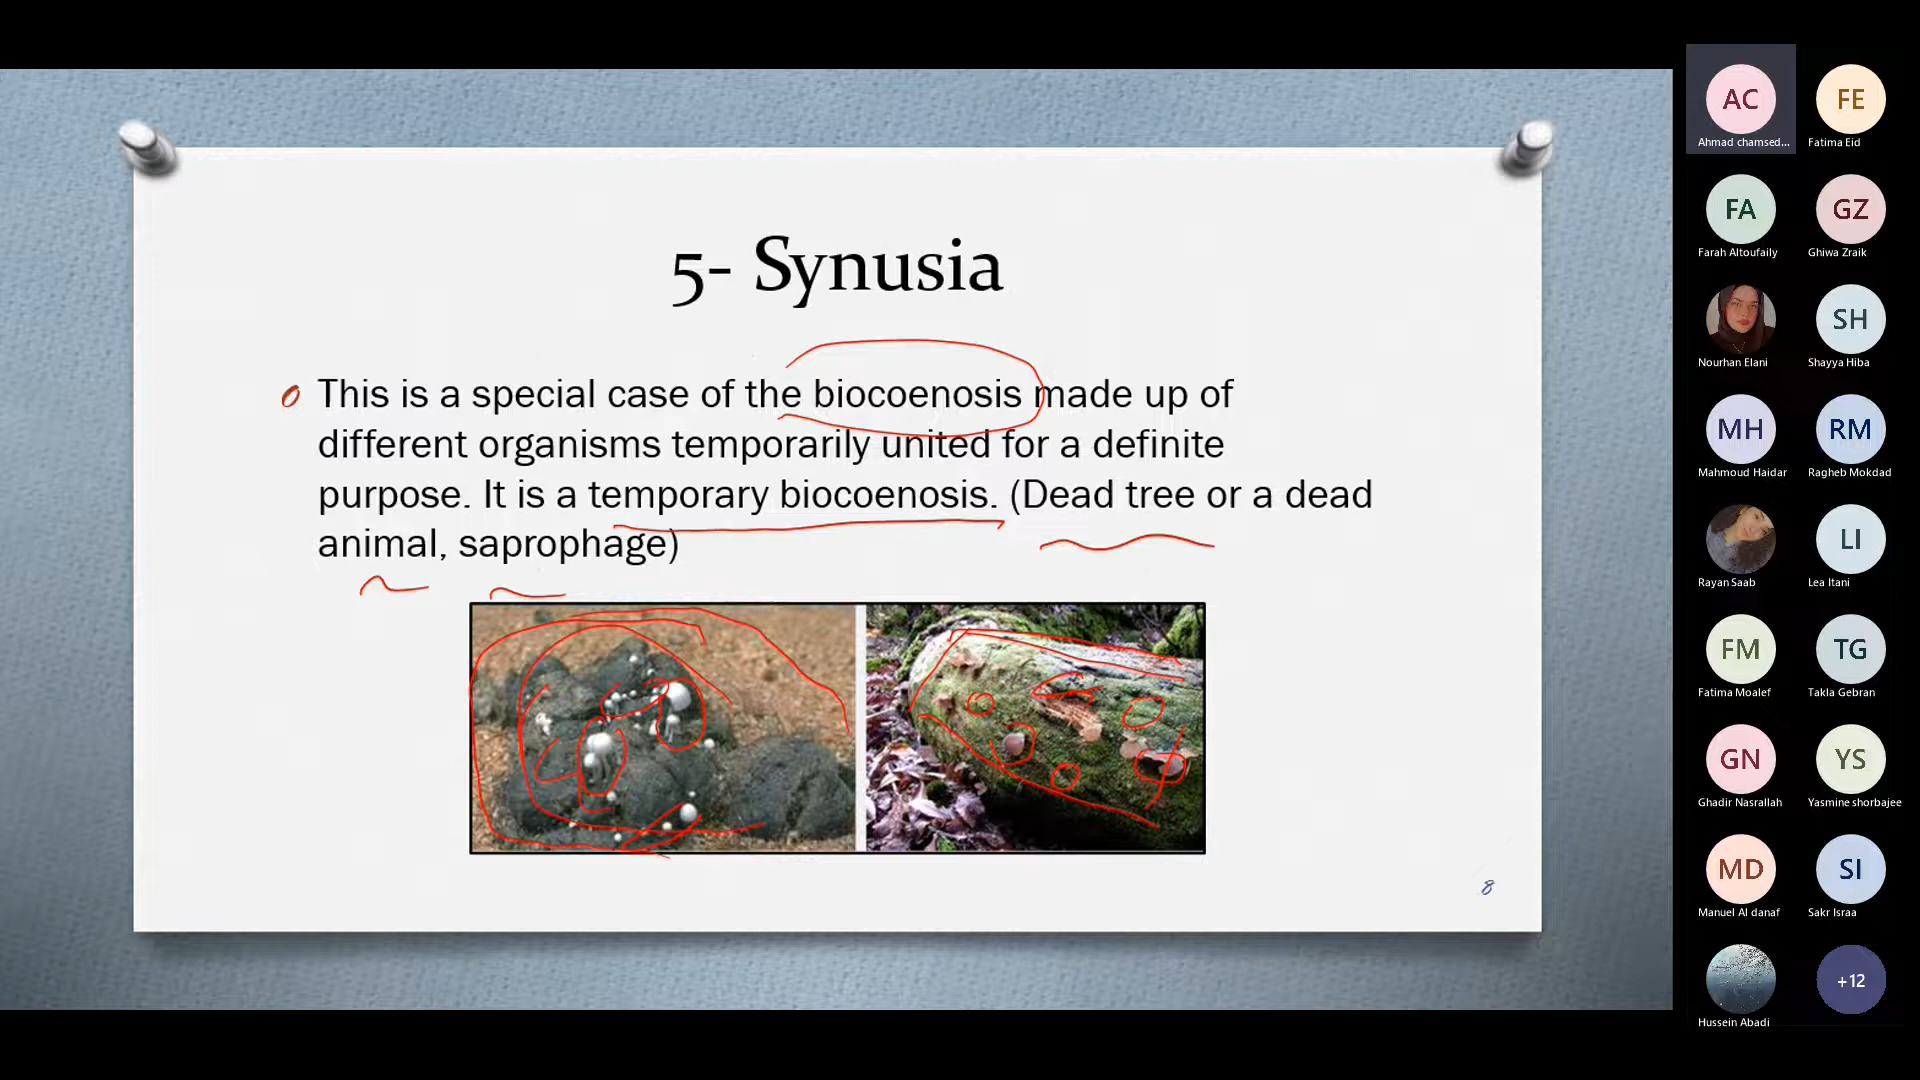 5- Synusia
This is a special case of the biocoenosis made up of
different organisms temporarily united for a definite
purpose. It is a temporary biocoenosis. (Dead tree or a dead
animal, saprophage)
8
AC
Ahmad chamsed...
FE
Fatima Eid
FA
Farah Altoufaily
GZ
Ghiwa Zraik
Nourhan Elani
SH
Shayya Hiba
MH
Mahmoud Haidar
RM
Ragheb Mokdad
Rayan Saab
LI
Lea Itani
FM
Fatima Moalef
TG
Takla Gebran
GN
Ghadir Nasrallah
YS
Yasmine shorbajee
MD
Manuel Al danaf
SI
Sakr Israa
Hussein Abadi
+12